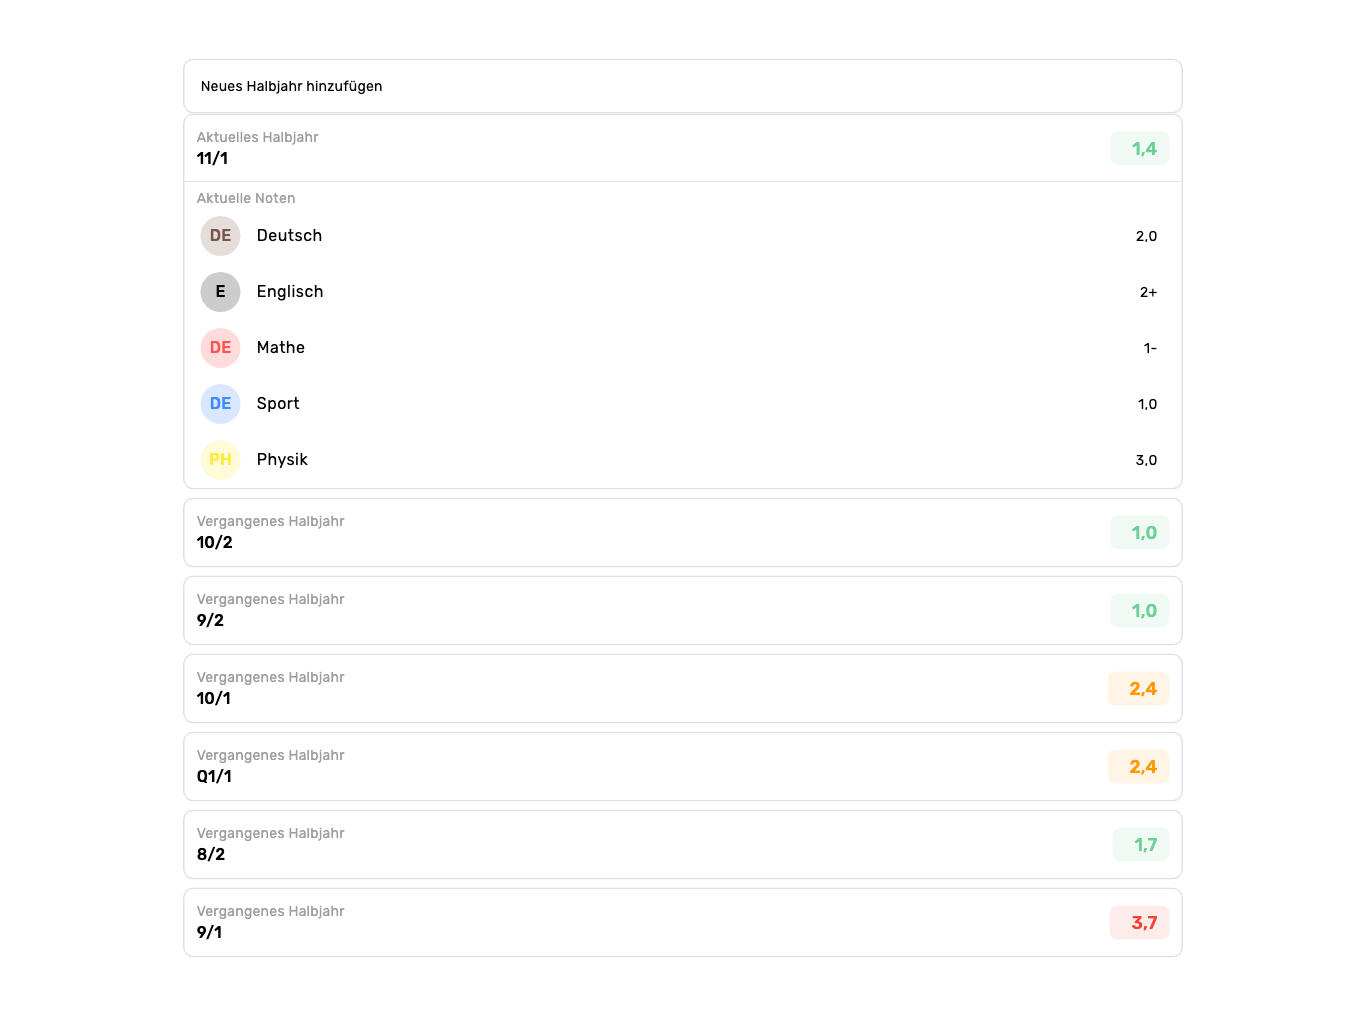 Neues Halbjahr hinzufügen
Aktuelles Halbjahr
11/1
1,4
Aktuelle Noten
DE Deutsch 2,0
E Englisch 2+
DE Mathe 1-
DE Sport 1,0
PH Physik 3,0
Vergangenes Halbjahr
10/2
1,0
Vergangenes Halbjahr
9/2
1,0
Vergangenes Halbjahr
10/1
2,4
Vergangenes Halbjahr
Q1/1
2,4
Vergangenes Halbjahr
8/2
1,7
Vergangenes Halbjahr
9/1
3,7